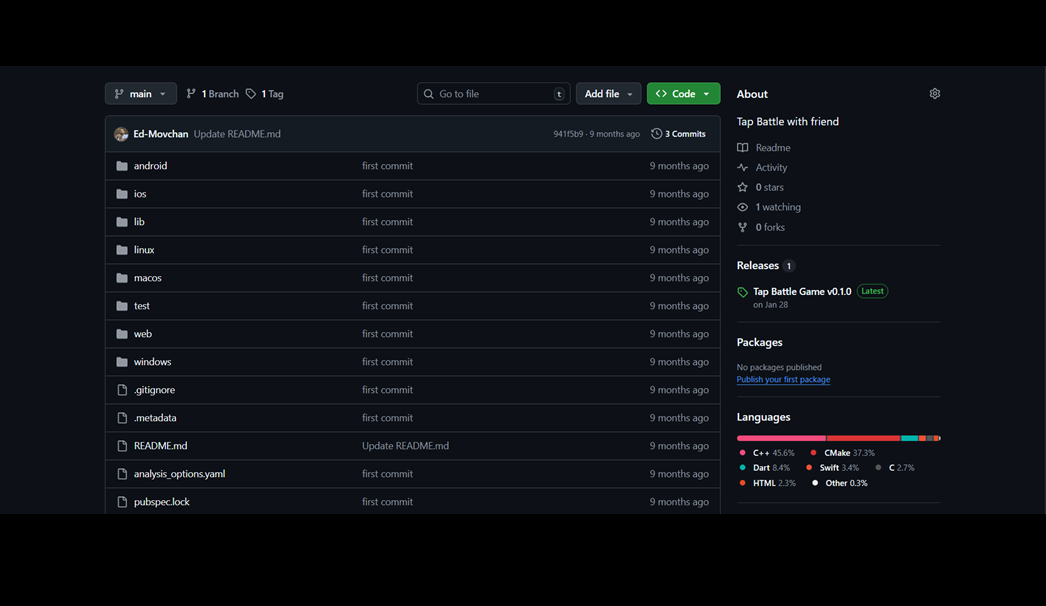 main 1 Branch 1 Tag Go to file t Add file Code
Ed-Movchan Update README.md 941f5b9 · 9 months ago 3 Commits
android first commit 9 months ago
ios first commit 9 months ago
lib first commit 9 months ago
linux first commit 9 months ago
macos first commit 9 months ago
test first commit 9 months ago
web first commit 9 months ago
windows first commit 9 months ago
.gitignore first commit 9 months ago
.metadata first commit 9 months ago
README.md Update README.md 9 months ago
analysis_options.yaml first commit 9 months ago
pubspec.lock first commit 9 months ago
About
Tap Battle with friend
Readme
Activity
0 stars
1 watching
0 forks
Releases 1
Tap Battle Game v0.1.0 Latest
on Jan 28
Packages
No packages published
Publish your first package
Languages
C++ 45.6% CMake 37.3%
Dart 8.4% Swift 3.4% C 2.7%
HTML 2.3% Other 0.3%